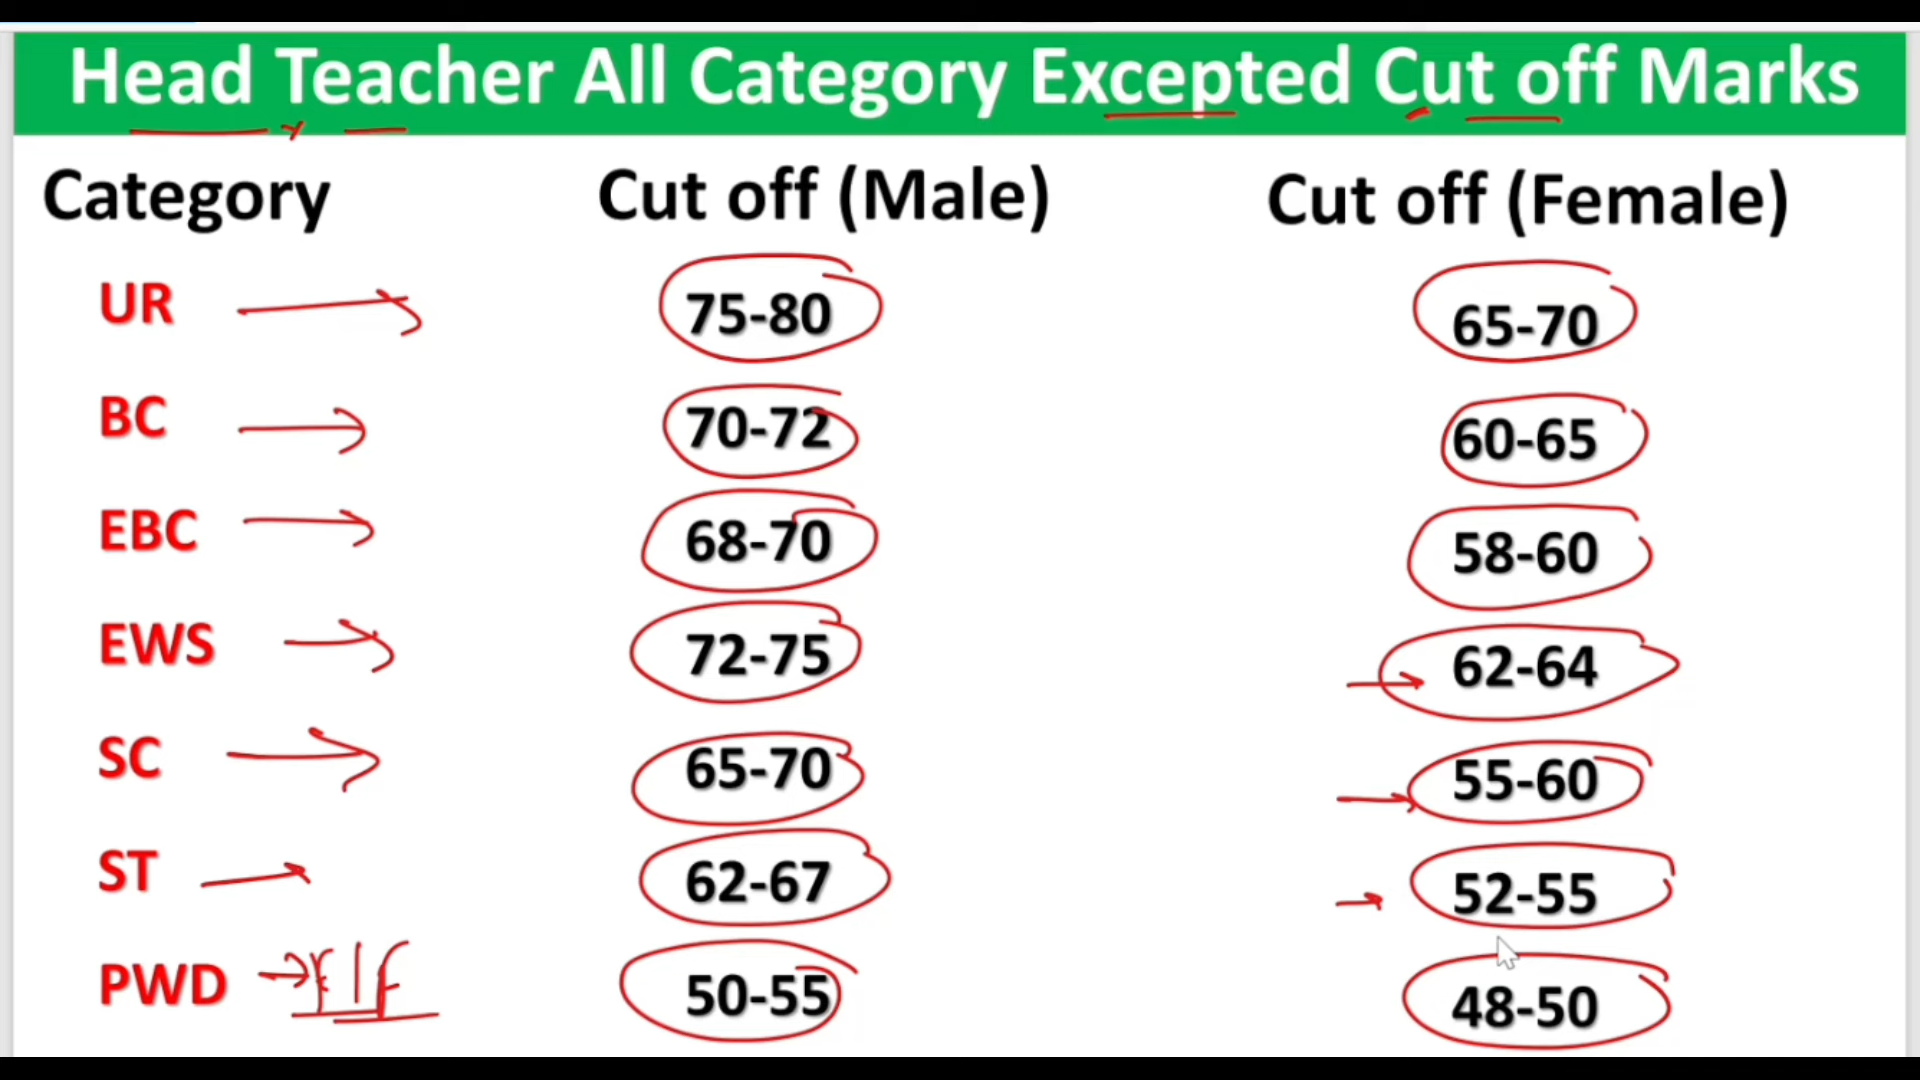 Head Teacher All Category Excepted Cut off Marks
Category Cut off (Male) Cut off (Female)
UR 75-80 65-70
BC 70-72 60-65
EBC 68-70 58-60
EWS 72-75 62-64
SC 65-70 55-60
ST 62-67 52-55
PWD 50-55 48-50